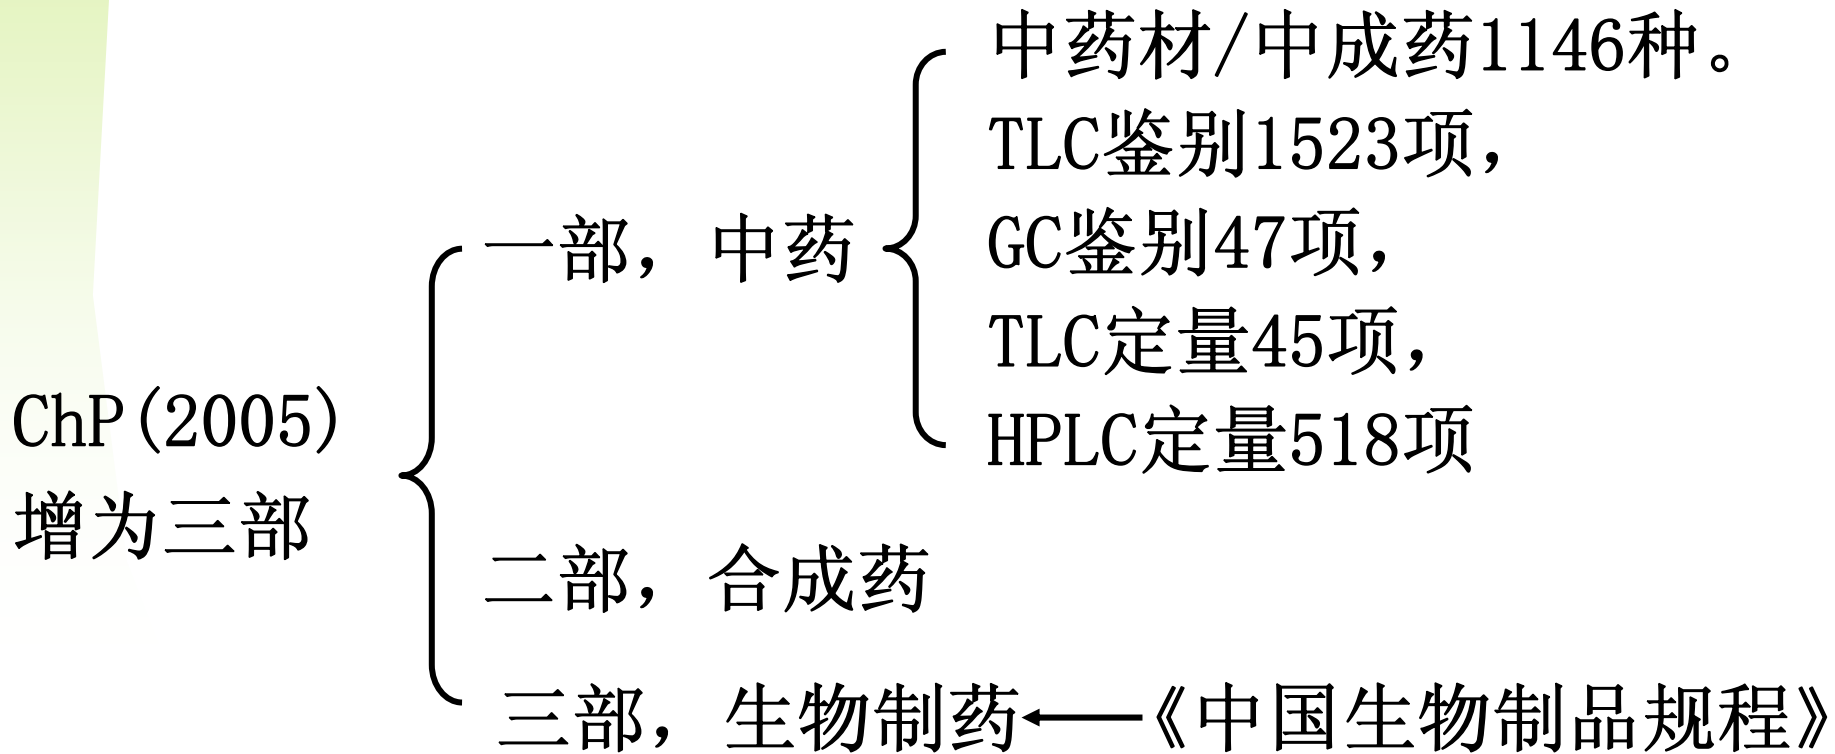 中药材/中成药1146种。
TLC鉴别1523项，
一部，中药
GC鉴别47项，
TLC定量45项，
HPLC定量518项
ChP(2005)
增为三部
二部，合成药
三部，生物制药
《中国生物制品规程》